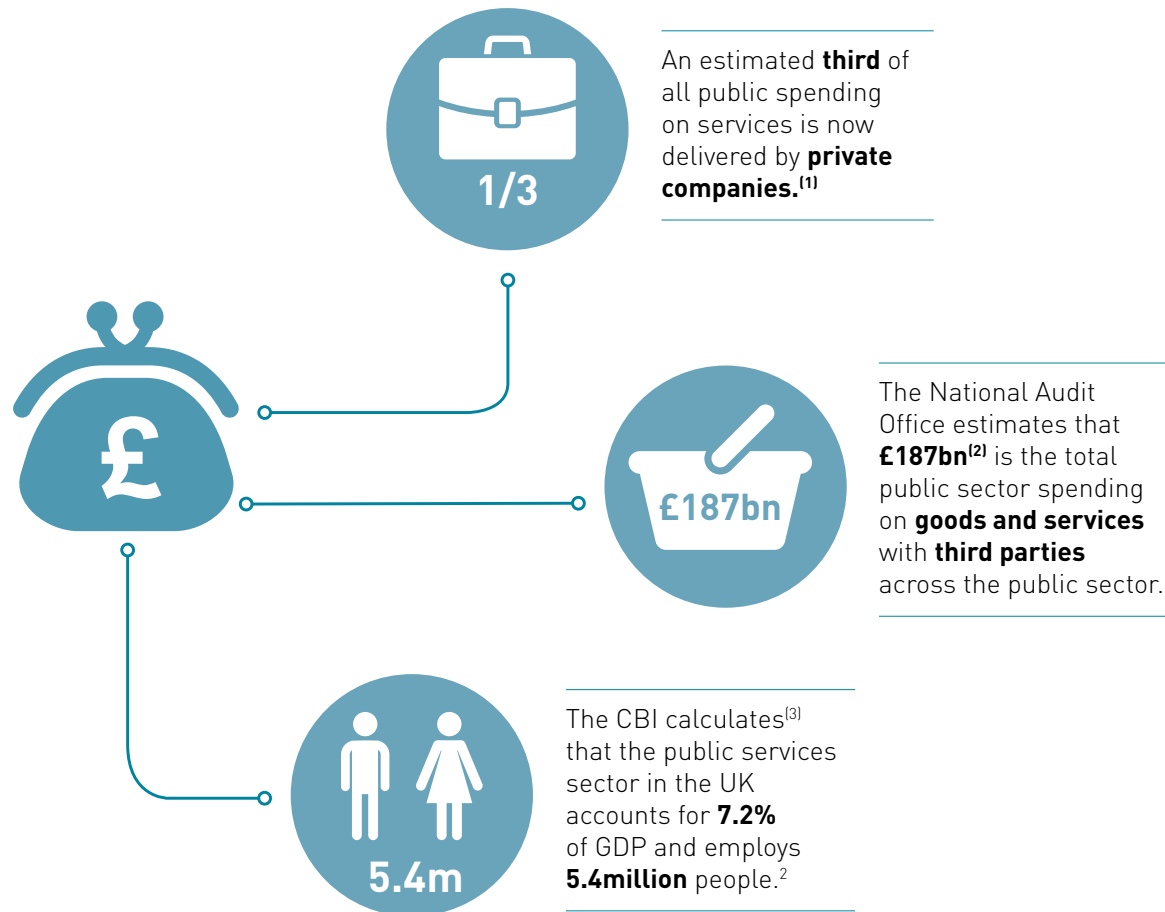 1/3
An estimated third of
all public spending
on services is now
delivered by private
companies.(1)
£
£187bn
The National Audit
Office estimates that
£187bn(2) is the total
public sector spending
on goods and services
with third parties
across the public sector.
5.4m
The CBI calculates(3)
that the public services
sector in the UK
accounts for 7.2%
of GDP and employs
5.4million people.2